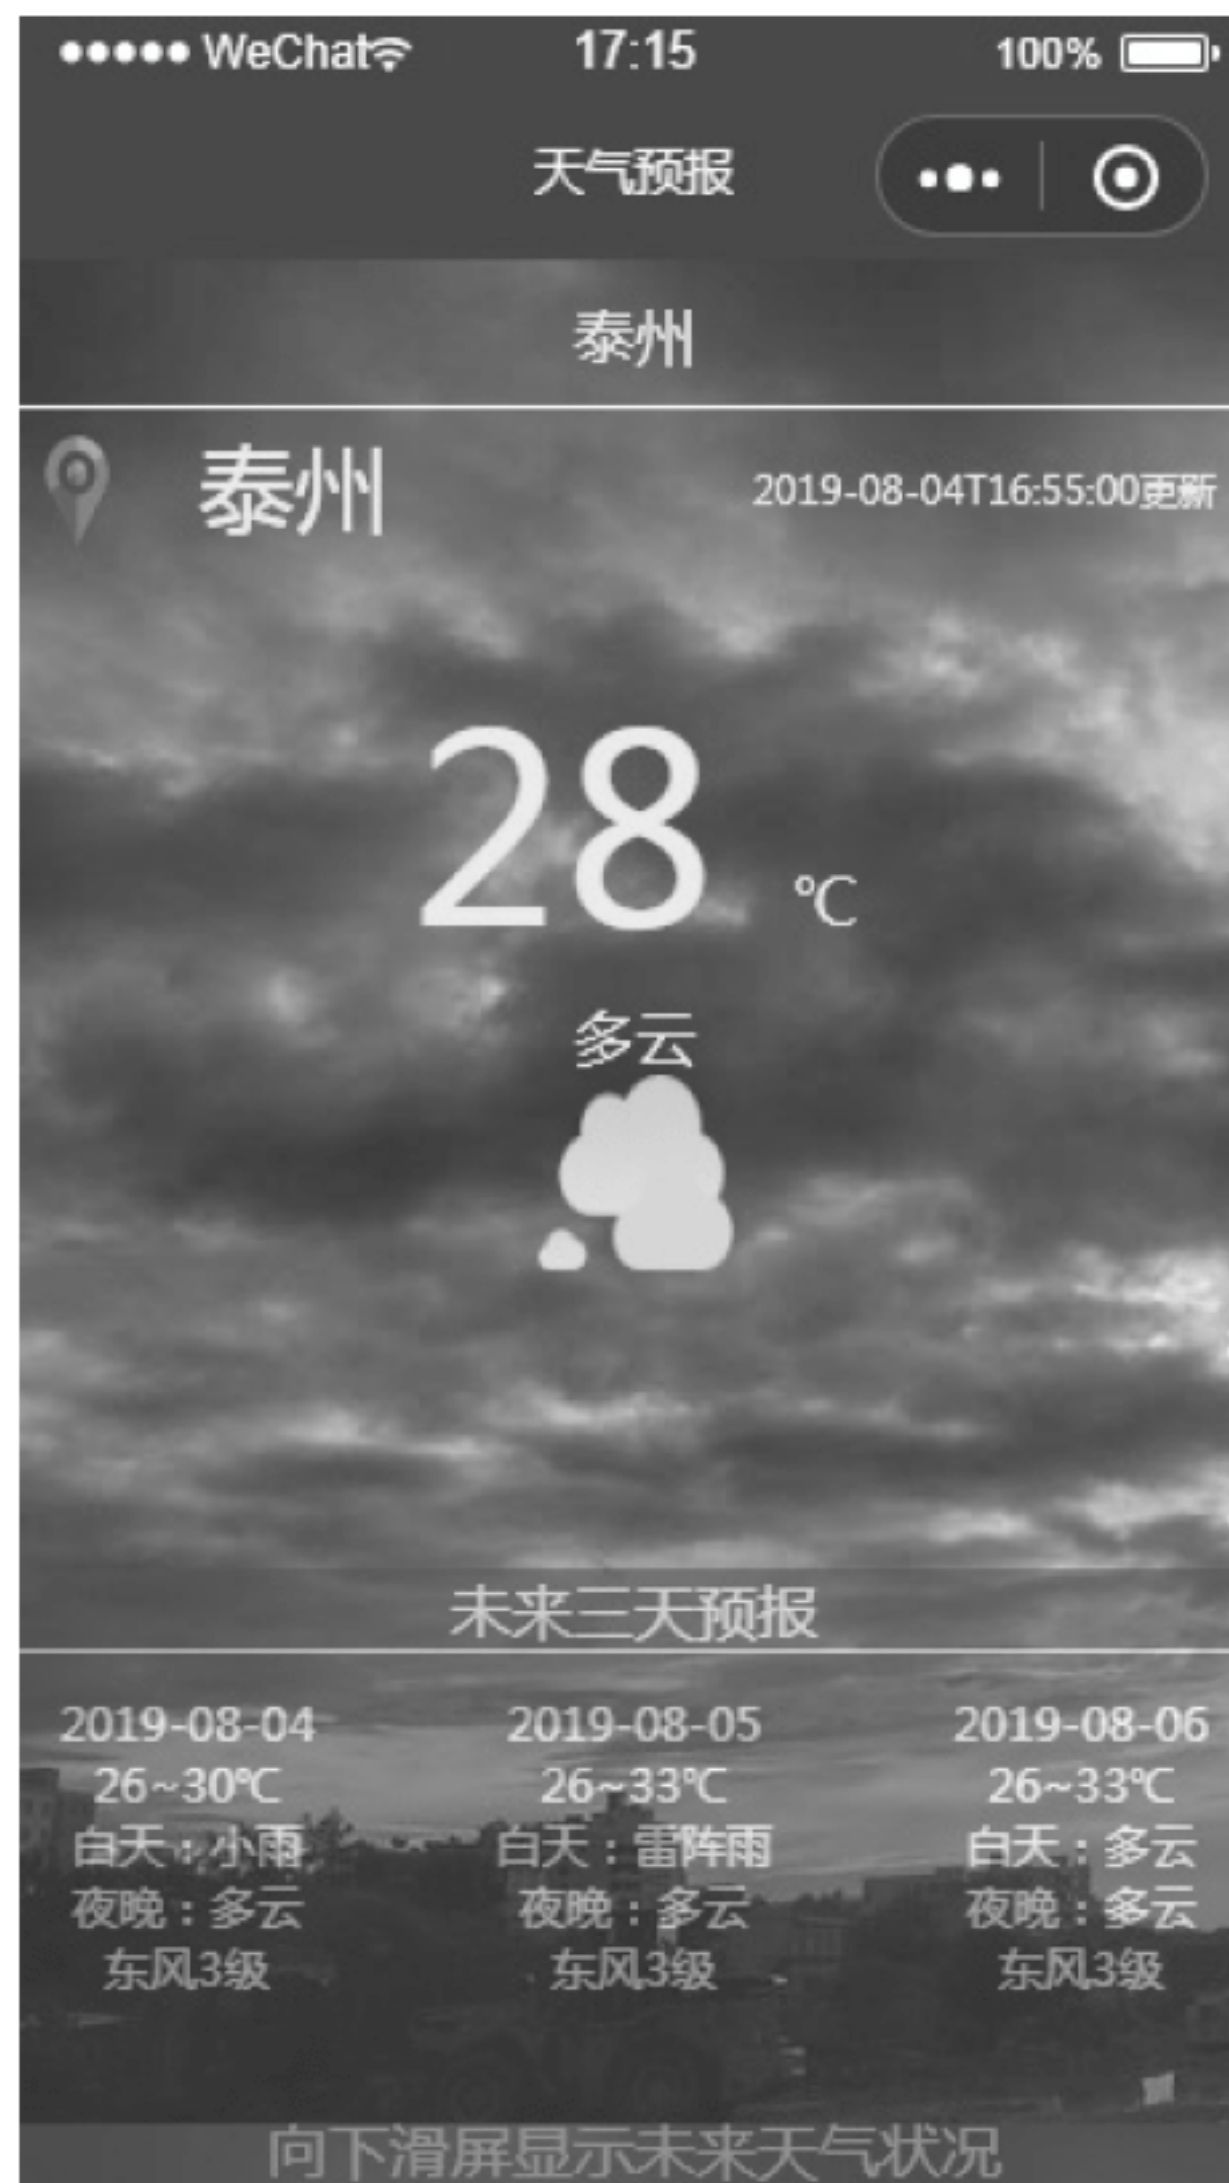 WeChat 17:15 100%
天气预报
泰州
泰州 2019-08-04T16:55:00更新
28 ℃
多云
未来三天预报
2019-08-04 2019-08-05 2019-08-06
26~30℃ 26~33℃ 26~33℃
白天：小雨 白天：雷阵雨 白天：多云
夜晚：多云 夜晚：多云 夜晚：多云
东风3级 东风3级 东风3级
向下滑屏显示未来天气状况